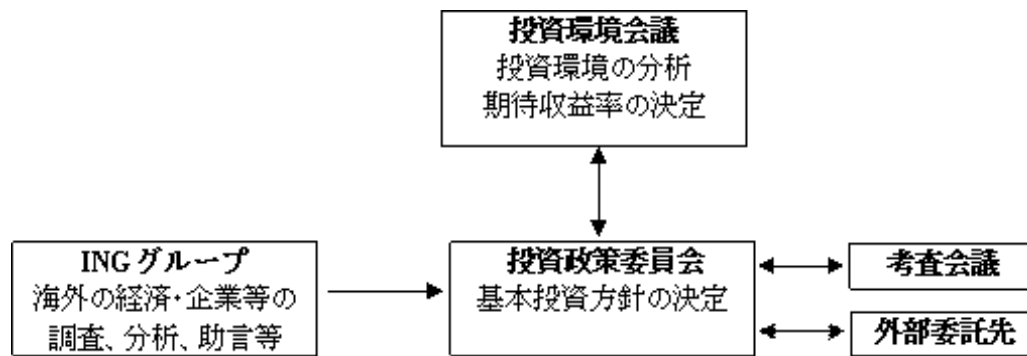 投資環境会議
投資環境の分析
期待収益率の決定
INGグループ
海外の経済・企業等の
調査、分析、助言等
投資政策委員会
基本投資方針の決定
考査会議
外部委託先